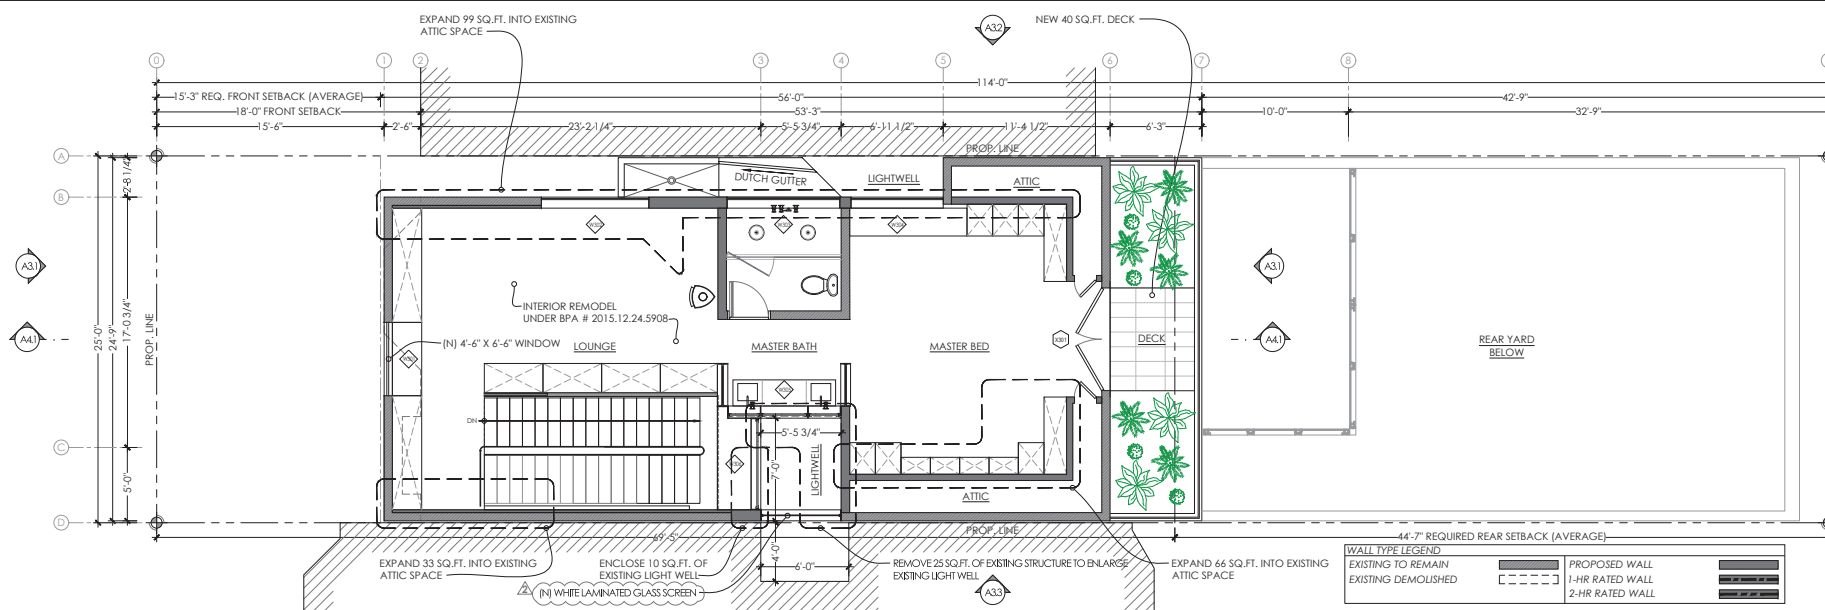 EXPAND 99 SQ.FT. INTO EXISTING
ATTIC SPACE
A3.2
NEW 40 SQ.FT. DECK
0
1
2
3
4
5
6
7
8
114'-0"
15'-3" REQ. FRONT SETBACK (AVERAGE)
56'-0"
42'-9"
18'-0" FRONT SETBACK
53'-3"
10'-0"
32'-9"
15'-6"
2'-6"
23'-2 1/4"
5'-5 3/4"
6'-11 1/2"
11'-4 1/2"
6'-3"
PROP. LINE
A
B
C
D
2'-8 1/4"
25'-0"
24'-9"
17'-0 3/4"
5'-0"
PROP. LINE
DUTCH GUTTER
LIGHTWELL
ATTIC
A3.1
A4.1
A3.1
A4.1
INTERIOR REMODEL
UNDER BPA # 2015.12.24.5908
(N) 4'-6" X 6'-6" WINDOW
LOUNGE
MASTER BATH
MASTER BED
X301
DECK
REAR YARD
BELOW
DN
5'-5 3/4"
7'-0"
LIGHTWELL
ATTIC
PROP. LINE
69'-5"
4'-0"
6'-0"
44'-7" REQUIRED REAR SETBACK (AVERAGE)
EXPAND 33 SQ.FT. INTO EXISTING
ATTIC SPACE
ENCLOSE 10 SQ.FT. OF
EXISTING LIGHT WELL
2
(N) WHITE LAMINATED GLASS SCREEN
REMOVE 25 SQ.FT. OF EXISTING STRUCTURE TO ENLARGE
EXISTING LIGHT WELL
A3.3
EXPAND 66 SQ.FT. INTO EXISTING
ATTIC SPACE
WALL TYPE LEGEND
EXISTING TO REMAIN
EXISTING DEMOLISHED
PROPOSED WALL
1-HR RATED WALL
2-HR RATED WALL